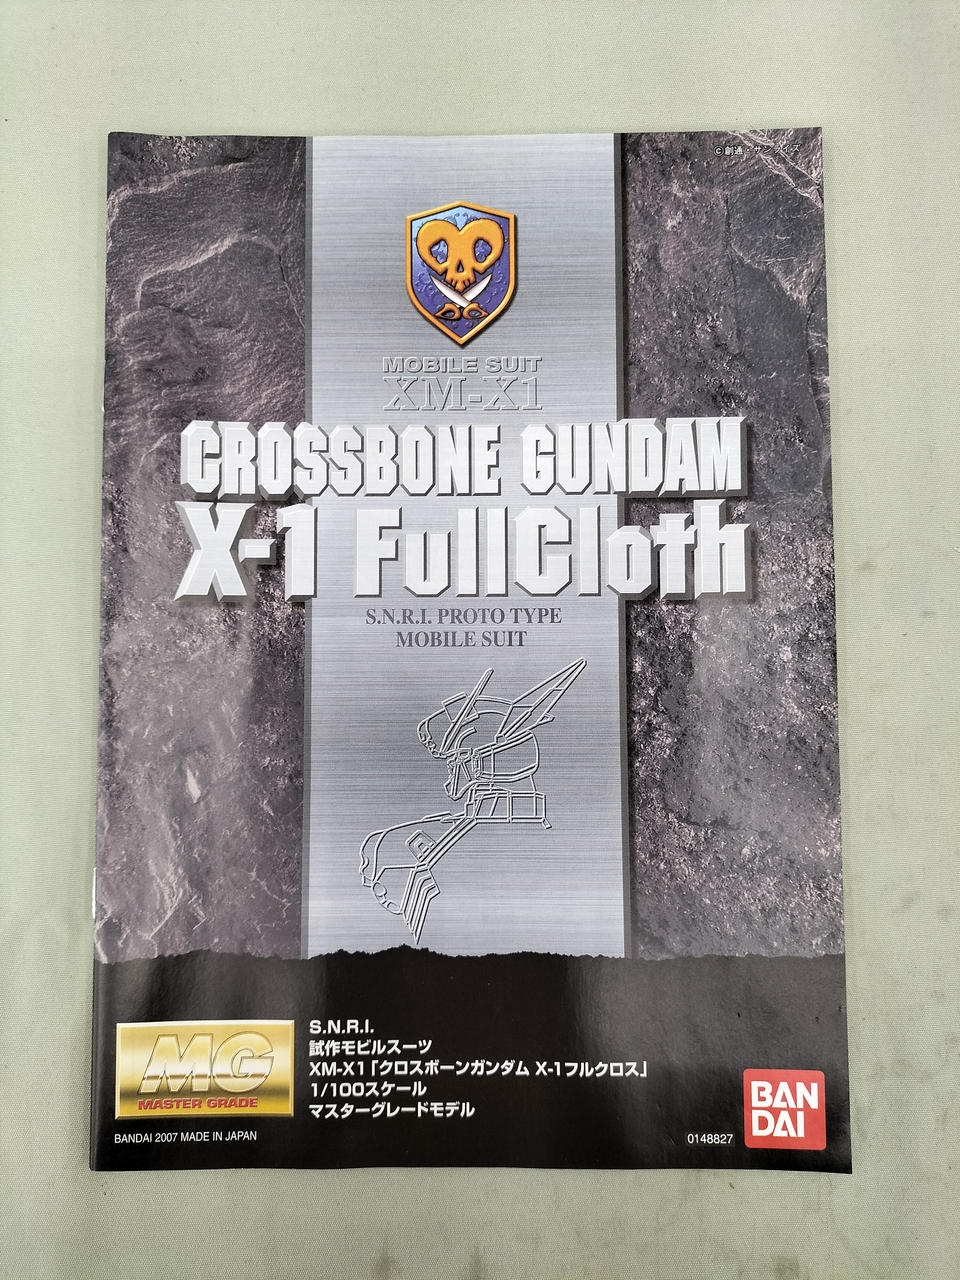 ©創通・サンライズ
MOBILE SUIT
XM-X1
CROSSBONE GUNDAM
X-1 FullCloth
S.N.R.I. PROTO TYPE
MOBILE SUIT
MG
MASTER GRADE
S.N.R.I.
試作モビルスーツ
XM-X1「クロスボーンガンダム X-1フルクロス」
1/100スケール
マスターグレードモデル
BANDAI 2007 MADE IN JAPAN
0148827
BAN
DAI